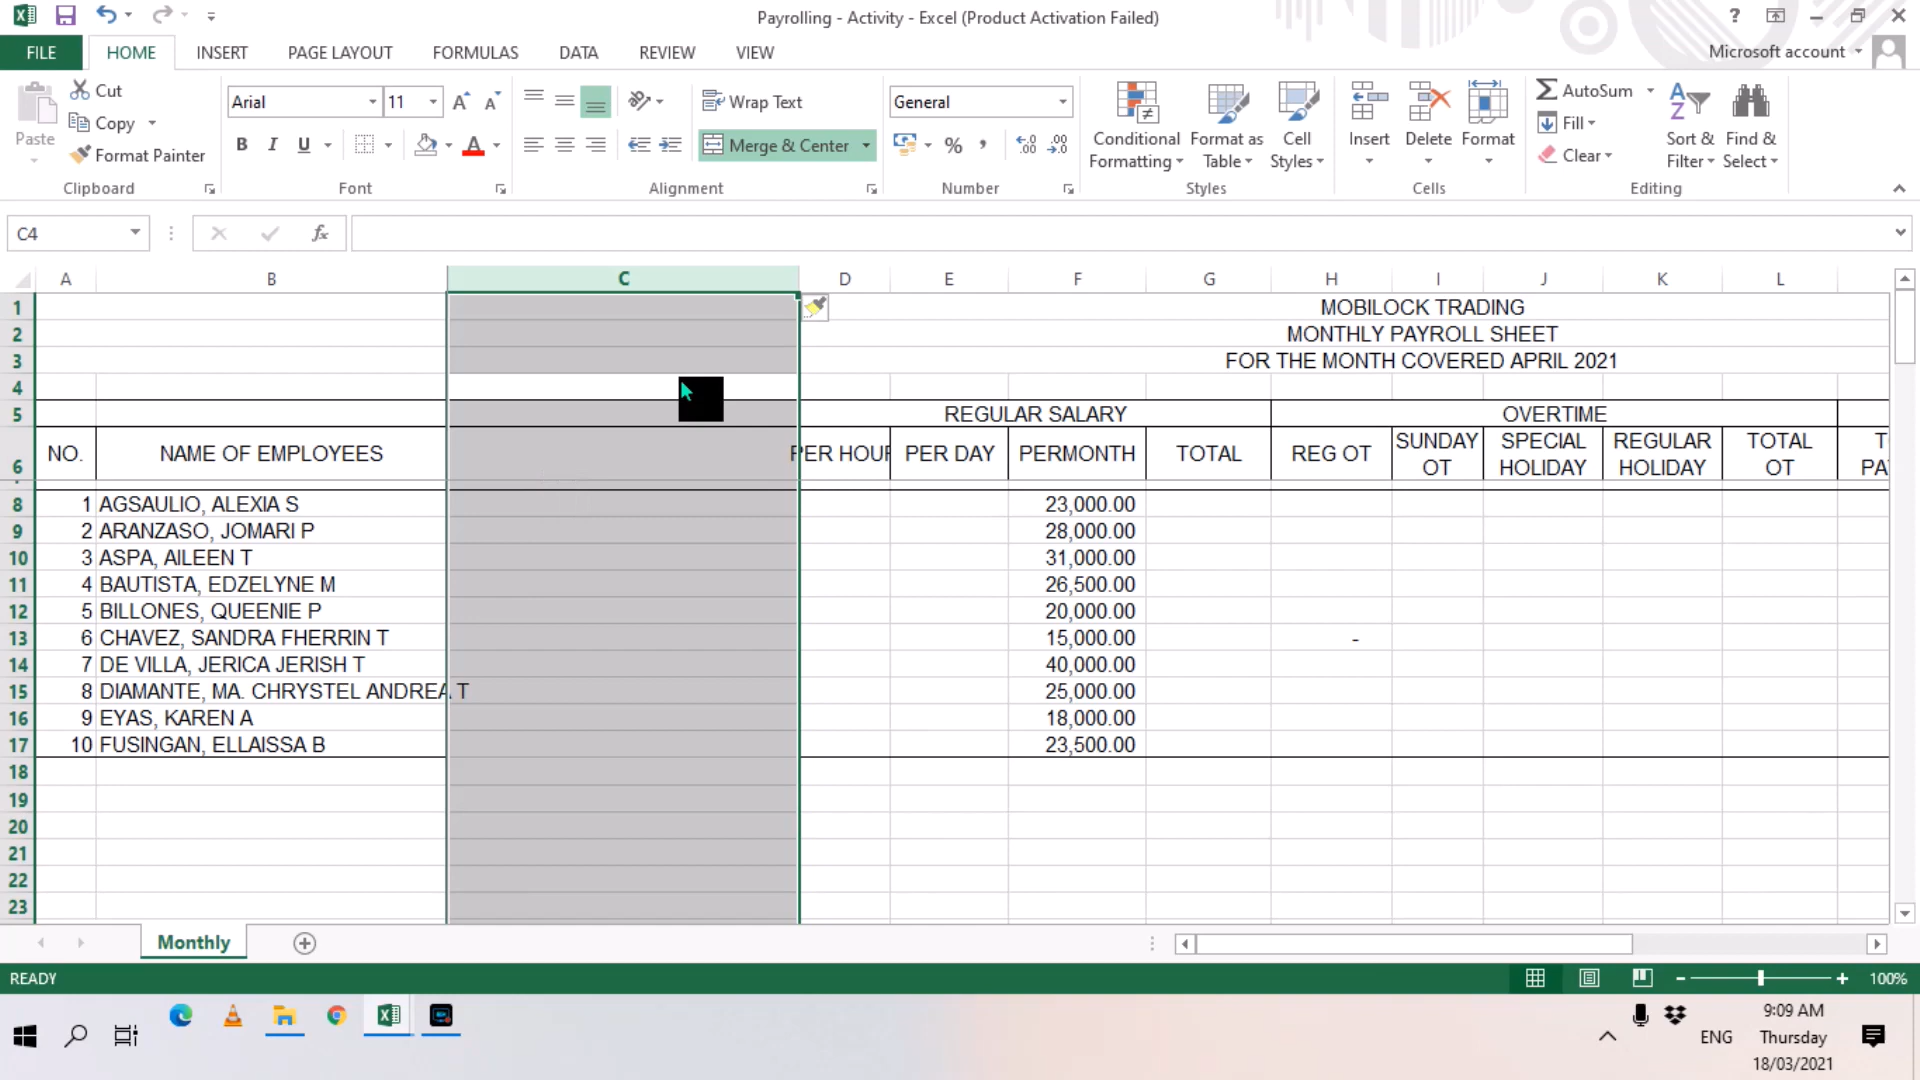 Payrolling - Activity - Excel (Product Activation Failed)
?
FILE HOME INSERT PAGE LAYOUT FORMULAS DATA REVIEW VIEW Microsoft account
Paste
Cut
Copy
Format Painter
Clipboard
Arial 11
B I U
Font
Wrap Text
Merge & Center
Alignment
General
%
Number
Conditional Formatting
Format as Table
Cell Styles
Styles
Insert Delete Format
Cells
AutoSum
Fill
Clear
Sort & Filter
Find & Select
Editing
C4 fx
A B C D E F G H I J K L
1 MOBILOCK TRADING
2 MONTHLY PAYROLL SHEET
3 FOR THE MONTH COVERED APRIL 2021
4
5 REGULAR SALARY OVERTIME
6 NO. NAME OF EMPLOYEES PER HOUR PER DAY PERMONTH TOTAL REG OT SUNDAY OT SPECIAL HOLIDAY REGULAR HOLIDAY TOTAL OT
8 1 AGSAULIO, ALEXIA S 23,000.00
9 2 ARANZASO, JOMARI P 28,000.00
10 3 ASPA, AILEEN T 31,000.00
11 4 BAUTISTA, EDZELYNE M 26,500.00
12 5 BILLONES, QUEENIE P 20,000.00
13 6 CHAVEZ, SANDRA FHERRIN T 15,000.00 -
14 7 DE VILLA, JERICA JERISH T 40,000.00
15 8 DIAMANTE, MA. CHRYSTEL ANDREA T 25,000.00
16 9 EYAS, KAREN A 18,000.00
17 10 FUSINGAN, ELLAISSA B 23,500.00
18
19
20
21
22
23
Monthly
READY 100%
ENG
9:09 AM
Thursday
18/03/2021